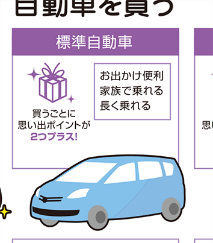 自動車を買う
標準自動車
買うごとに
思い出ポイントが
2つプラス!
お出かけ便利
家族で乗れる
長く乗れる
思